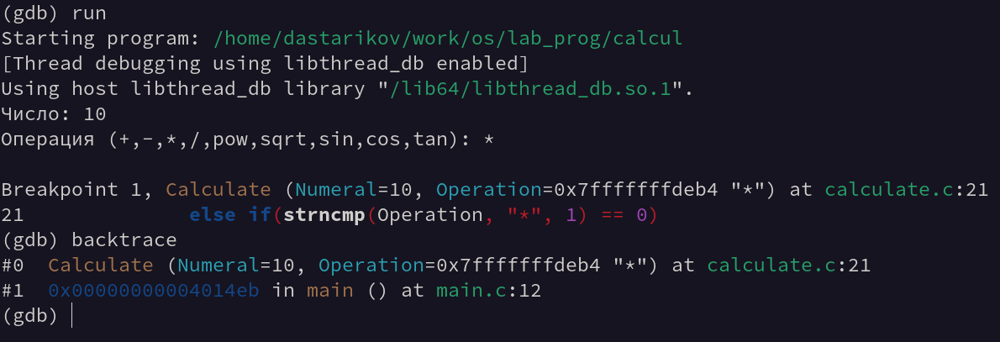 (gdb) run
Starting program: /home/dastarikov/work/os/lab_prog/calcul
[Thread debugging using libthread_db enabled]
Using host libthread_db library "/lib64/libthread_db.so.1".
Число: 10
Операция (+,-,*,/,pow,sqrt,sin,cos,tan): *
Breakpoint 1, Calculate (Numeral=10, Operation=0x7fffffffdeb4 "*") at calculate.c:21
21              else if(strncmp(Operation, "*", 1) == 0)
(gdb) backtrace
#0  Calculate (Numeral=10, Operation=0x7fffffffdeb4 "*") at calculate.c:21
#1  0x00000000004014eb in main () at main.c:12
(gdb)